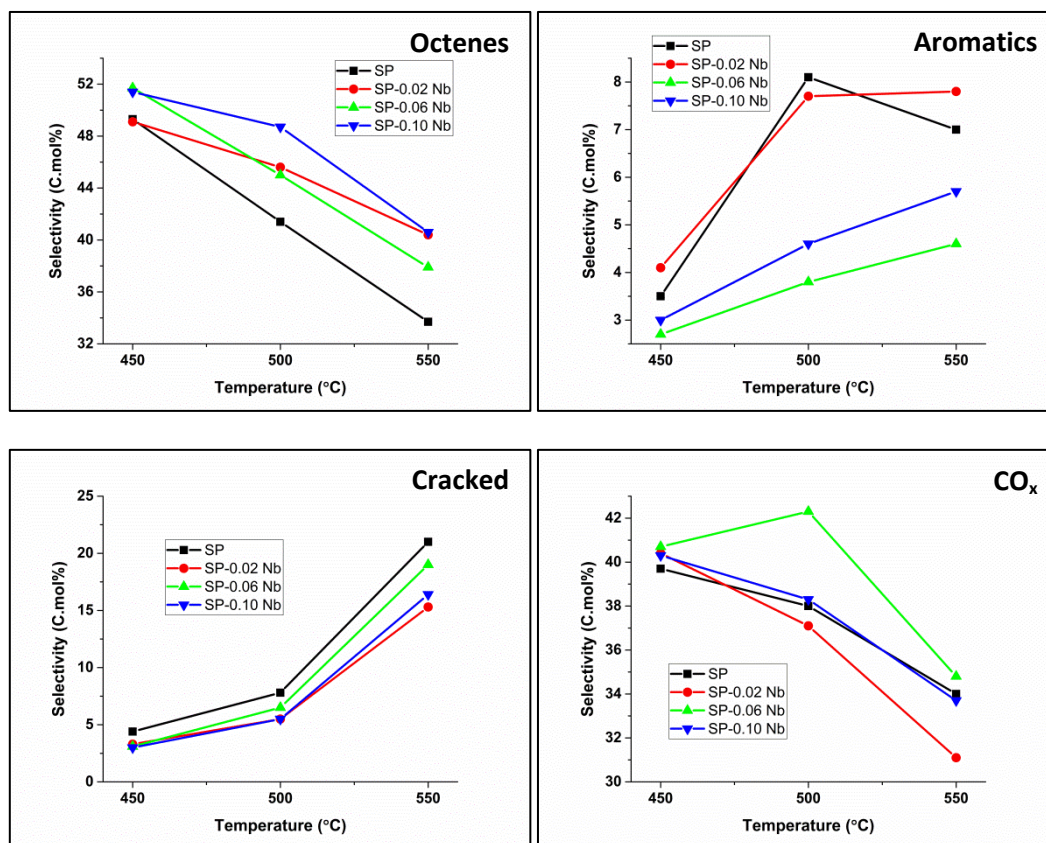 Octenes
SP
SP-0.02 Nb
SP-0.06 Nb
SP-0.10 Nb
Selectivity (C.mol%)
52
48
44
40
36
32
450
500
550
Temperature (°C)
Aromatics
SP
SP-0.02 Nb
SP-0.06 Nb
SP-0.10 Nb
Selectivity (C.mol%)
8
7
6
5
4
3
450
500
550
Temperature (°C)
Cracked
SP
SP-0.02 Nb
SP-0.06 Nb
SP-0.10 Nb
Selectivity (C.mol%)
25
20
15
10
5
0
450
500
550
Temperature (°C)
COₓ
SP
SP-0.02 Nb
SP-0.06 Nb
SP-0.10 Nb
Selectivity (C.mol%)
42
40
38
36
34
32
30
450
500
550
Temperature (°C)